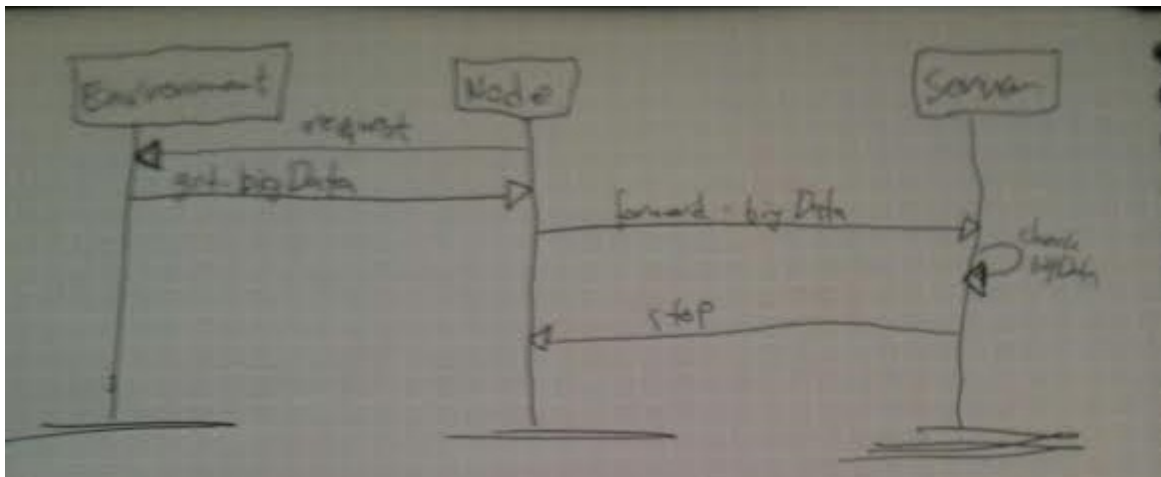 Environment
Node
Server
request
get bigData
forward - bigData
check
bigData
stop